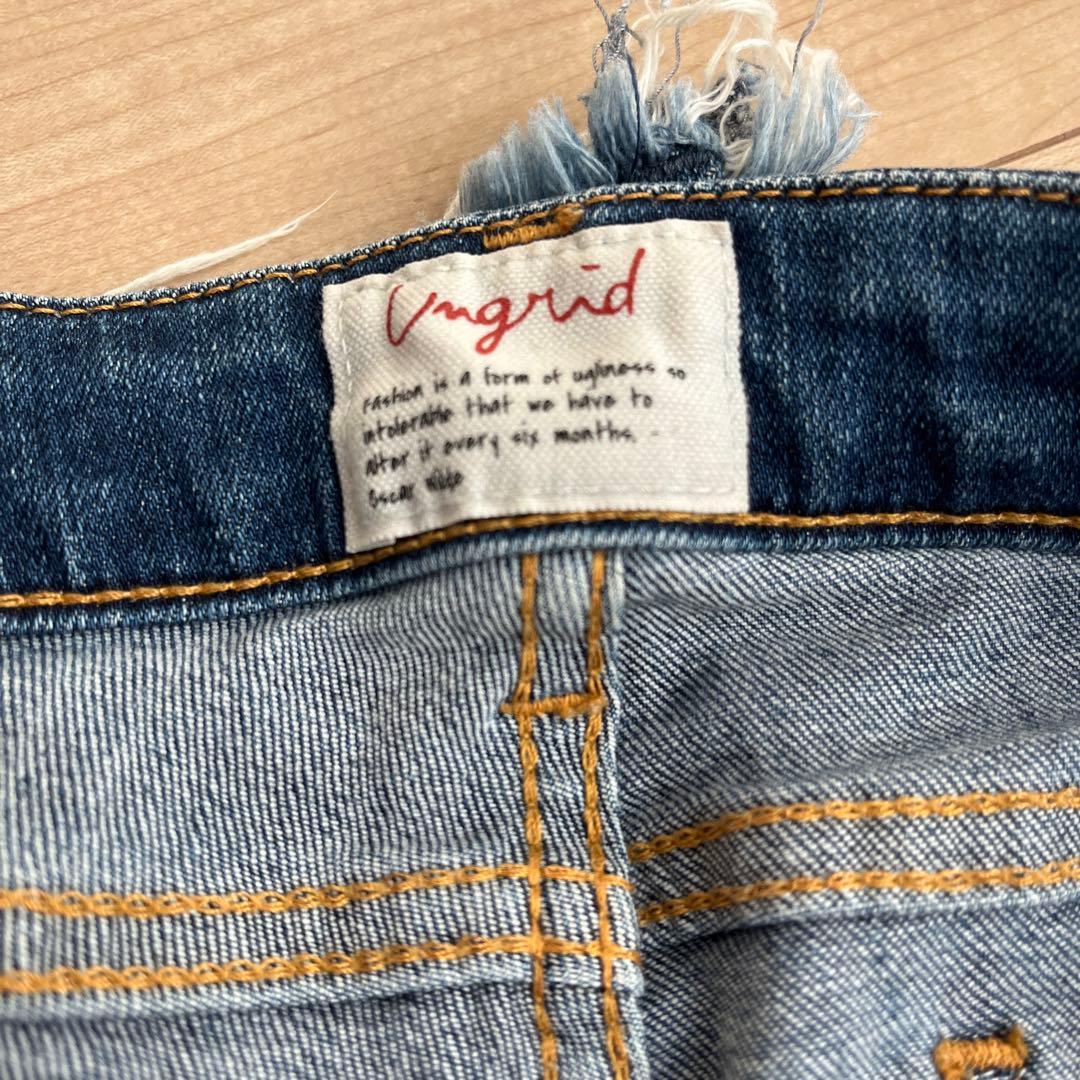 Ungrid
Fashion is a form of ugliness so
intolerable that we have to
alter it every six months. -
Oscar Wilde